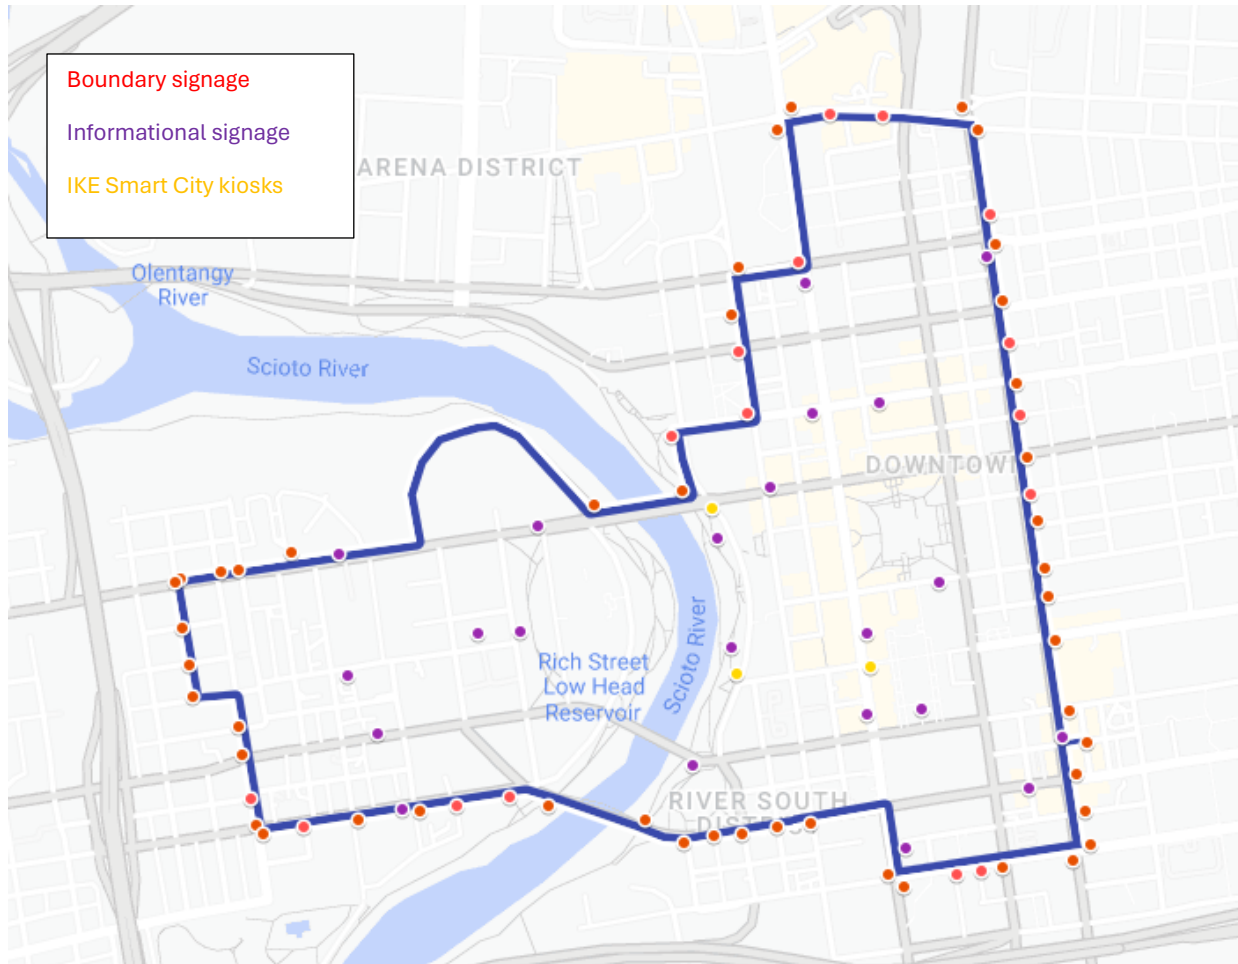 Boundary signage
Informational signage
IKE Smart City kiosks
ARENA DISTRICT
Olentangy
River
Scioto River
DOWNTOWN
Scioto River
Rich Street
Low Head
Reservoir
RIVER SOUTH
DISTRICT